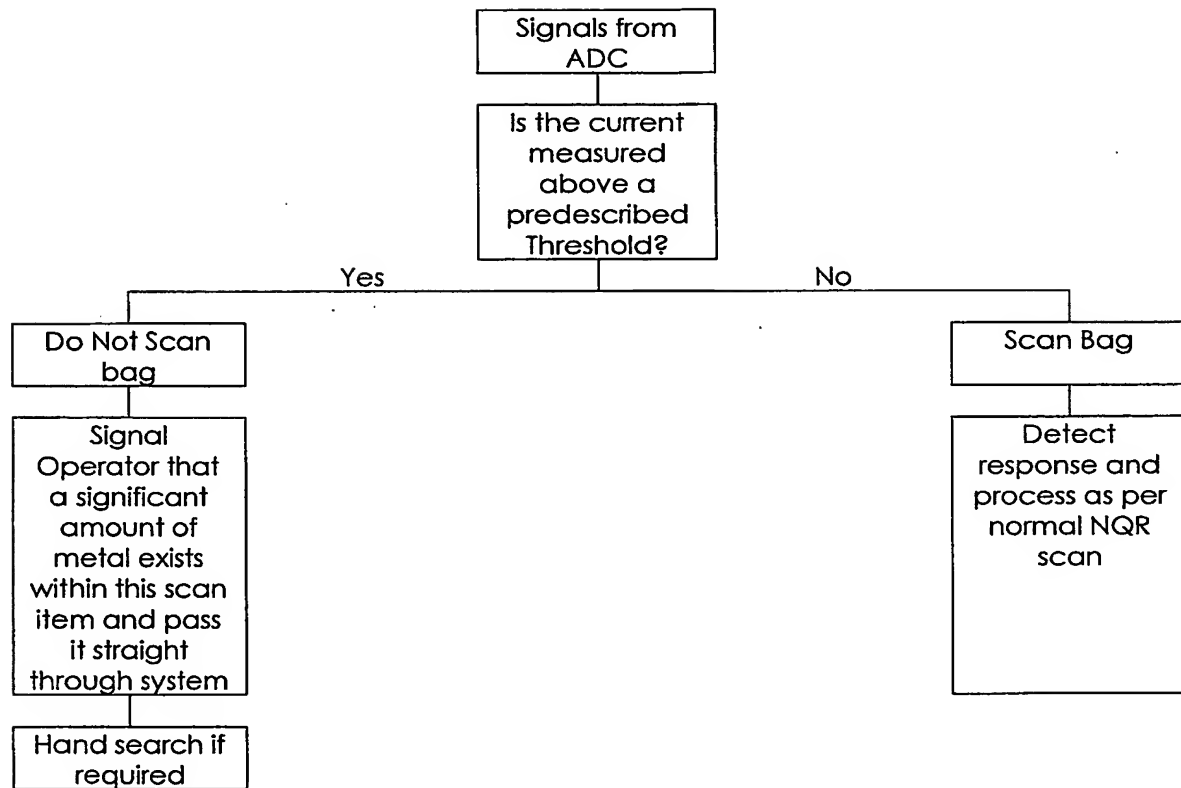 Signals from
ADC
Is the current
measured
above a
predescribed
Threshold?
Yes
No
Do Not Scan
bag
Scan Bag
Signal
Operator that
a significant
amount of
metal exists
within this scan
item and pass
it straight
through system
Detect
response and
process as per
normal NQR
scan
Hand search if
required